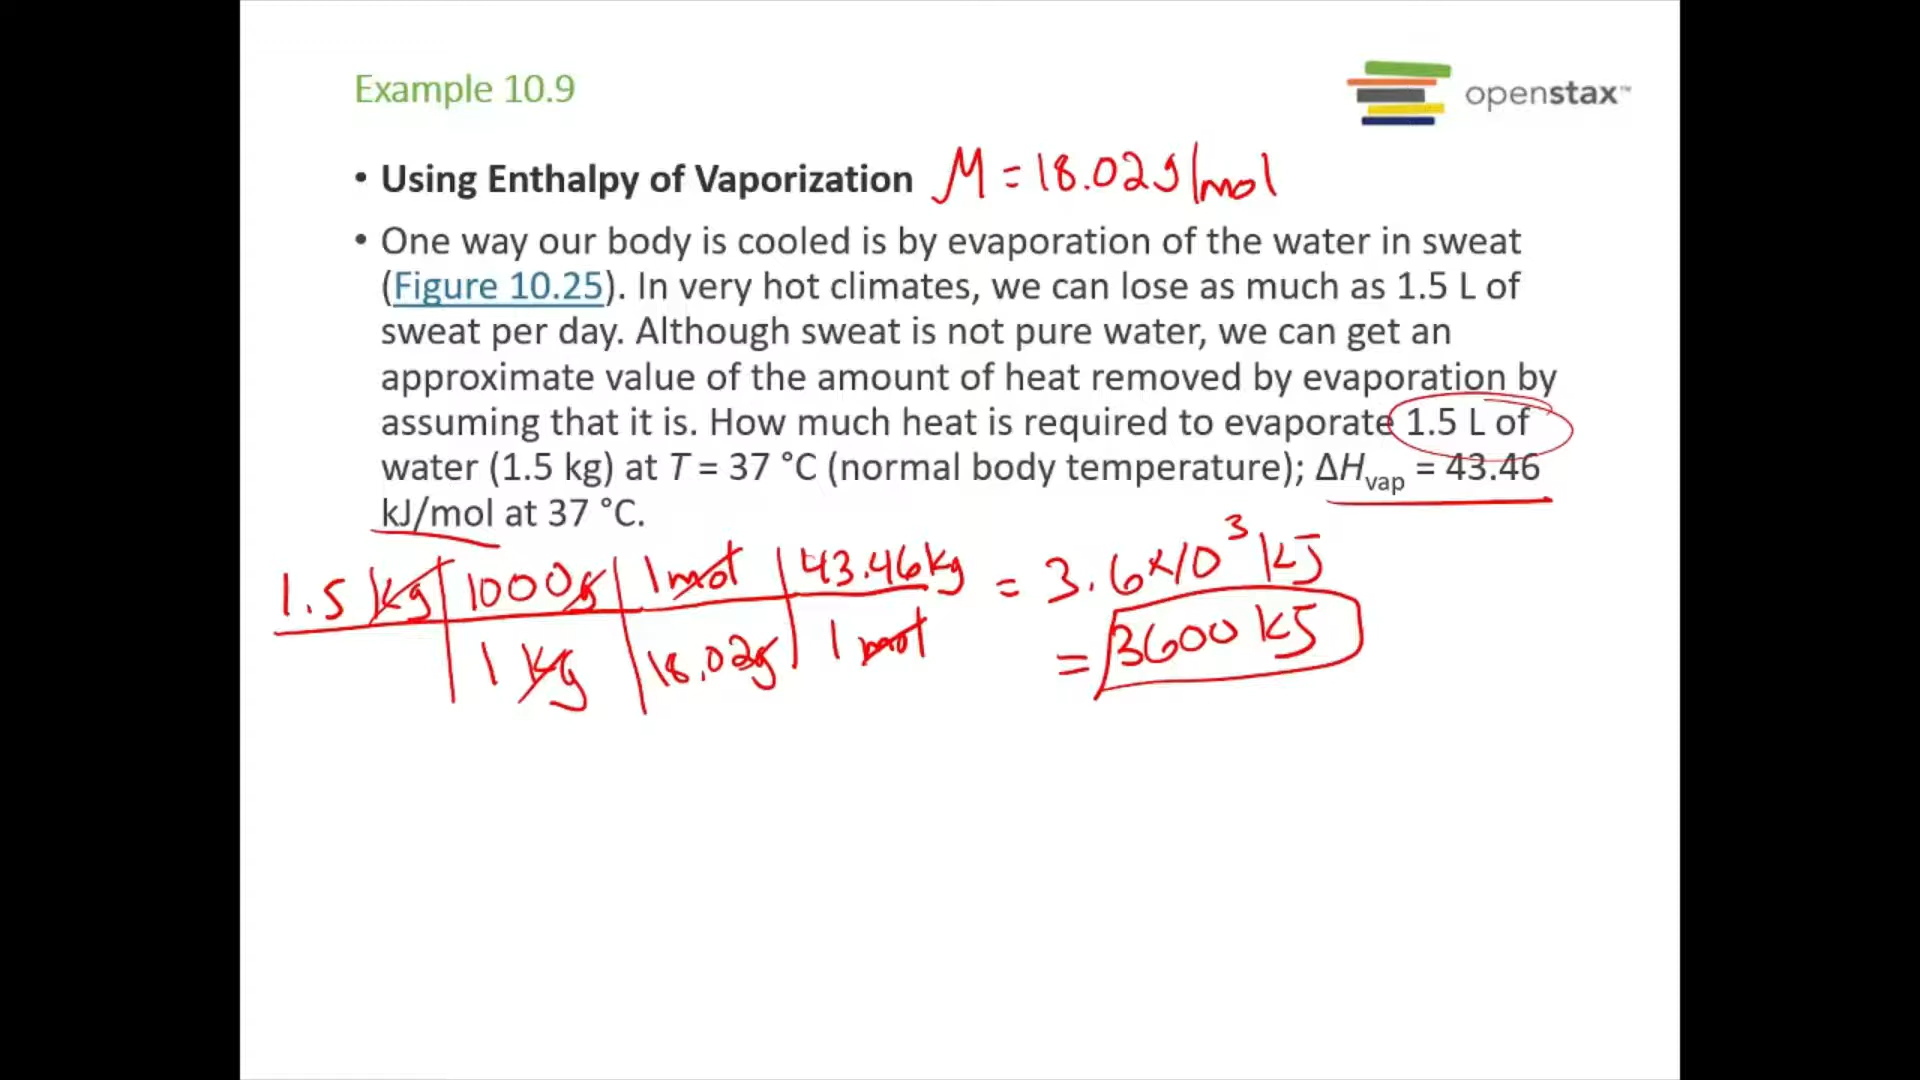 Example 10.9
openstax™
• Using Enthalpy of Vaporization M = 18.02g/mol
• One way our body is cooled is by evaporation of the water in sweat
(Figure 10.25). In very hot climates, we can lose as much as 1.5 L of
sweat per day. Although sweat is not pure water, we can get an
approximate value of the amount of heat removed by evaporation by
assuming that it is. How much heat is required to evaporate 1.5 L of
water (1.5 kg) at T = 37 °C (normal body temperature); ΔHvap = 43.46
kJ/mol at 37 °C.
1.5 kg | 1000g | 1mol | 43.46kg = 3.6x10³ kJ
1 kg | 18.02g | 1 mol = 3600 kJ